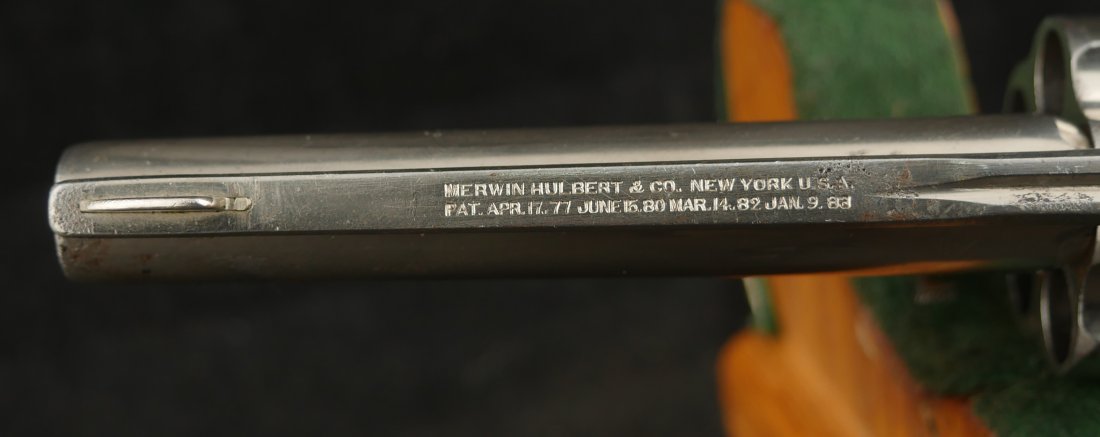 MERWIN HULBERT & CO. NEW YORK U.S.A.
PAT. APR. 17. 77 JUNE 15. 80 MAR. 14. 82 JAN. 9. 83